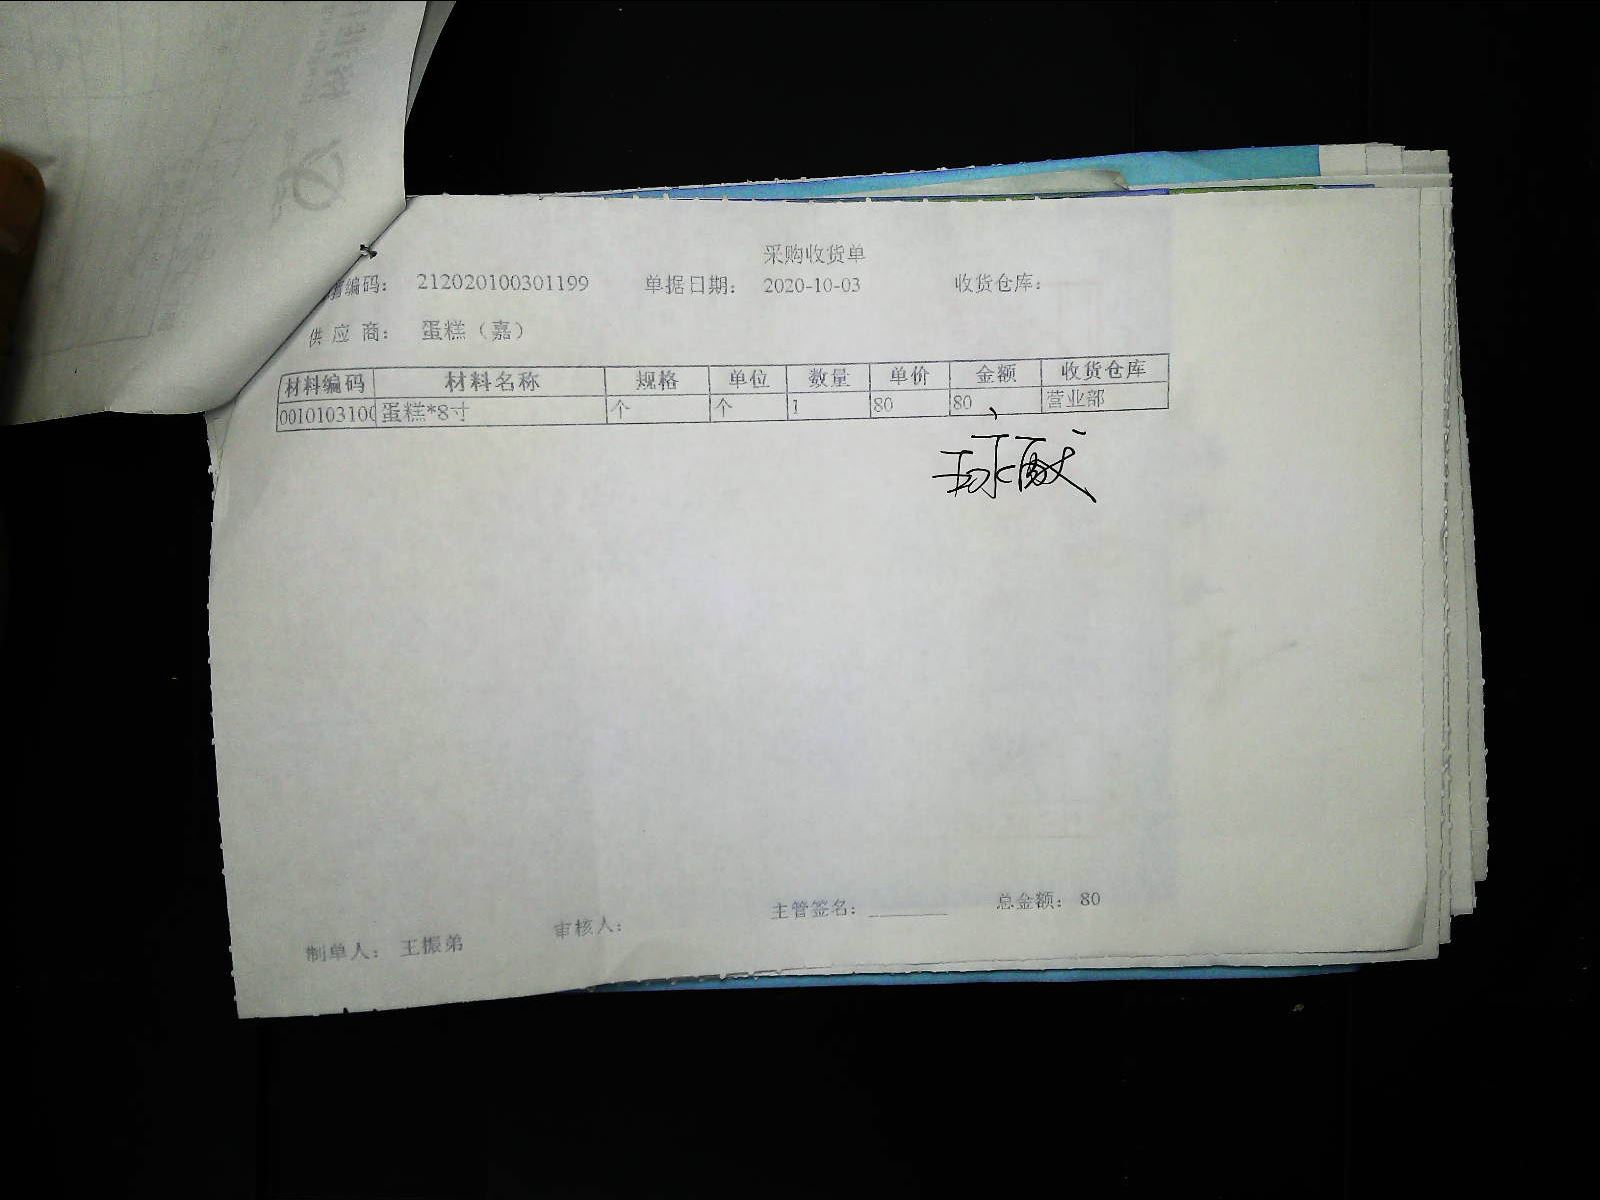 采购收货单
编码： 212020100301199 单据日期： 2020-10-03 收货仓库：
供应商： 蛋糕（嘉）
材料编码 材料名称 规格 单位 数量 单价 金额 收货仓库
0010103100 蛋糕*8寸 个 个 1 80 80 营业部
主管签名： 总金额： 80
制单人： 王振弟 审核人：